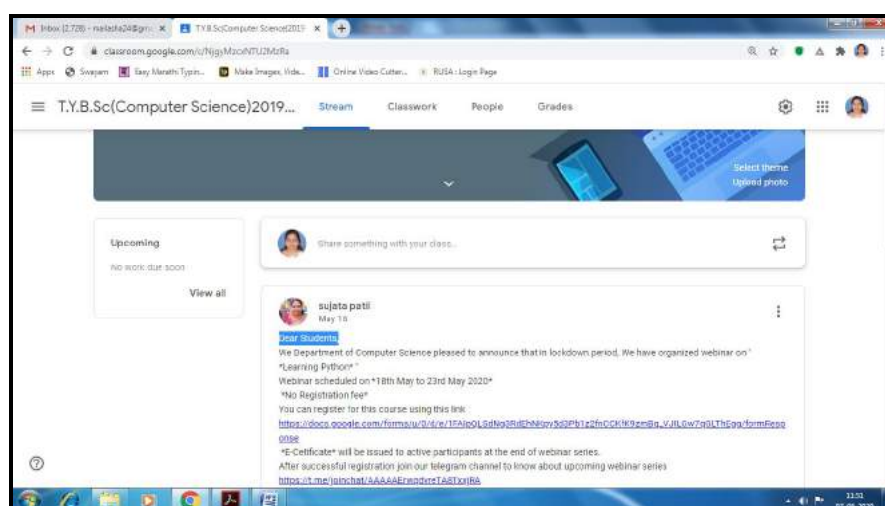 T.Y.B.Sc(Computer Science)2019
classroom.google.com
Apps Swayam Easy Marathi Typin... Make Images, Vide... Online Video Cutter... RUSA : Login Page
T.Y.B.Sc(Computer Science)2019... Stream Classwork People Grades
Select theme
Upload photo
Upcoming
No work due soon
View all
Share something with your class...
sujata patil
May 16
Dear Students,
We Department of Computer Science pleased to announce that in lockdown period, We have organized webinar on "
*Learning Python* "
Webinar scheduled on *18th May to 23rd May 2020*
*No Registration fee*
You can register for this course using this link
*E-Cetificate* will be issued to active participants at the end of webinar series.
After successful registration join our telegram channel to know about upcoming webinar series
11:51